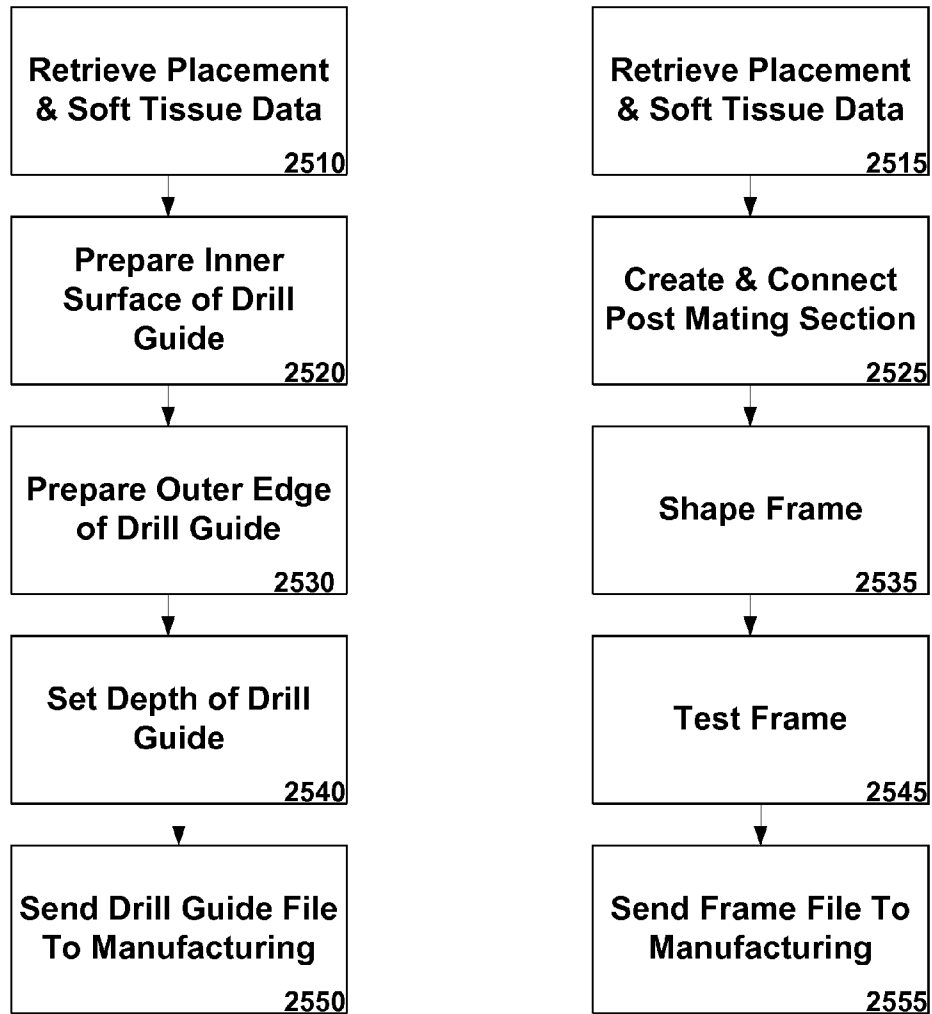 Retrieve Placement
& Soft Tissue Data
2510
Prepare Inner
Surface of Drill
Guide
2520
Prepare Outer Edge
of Drill Guide
2530
Set Depth of Drill
Guide
2540
Send Drill Guide File
To Manufacturing
2550
Retrieve Placement
& Soft Tissue Data
2515
Create & Connect
Post Mating Section
2525
Shape Frame
2535
Test Frame
2545
Send Frame File To
Manufacturing
2555